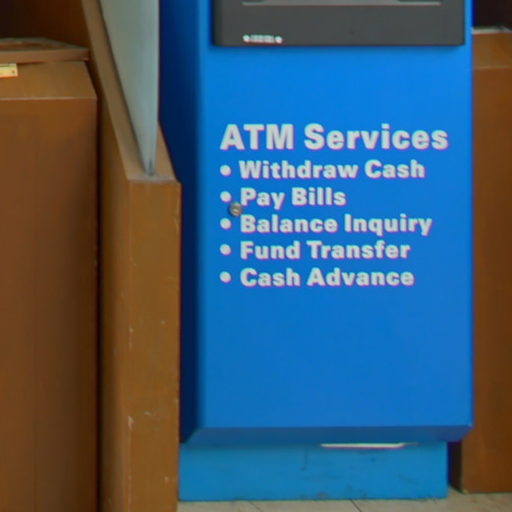 ATM Services
• Withdraw Cash
• Pay Bills
• Balance Inquiry
• Fund Transfer
• Cash Advance